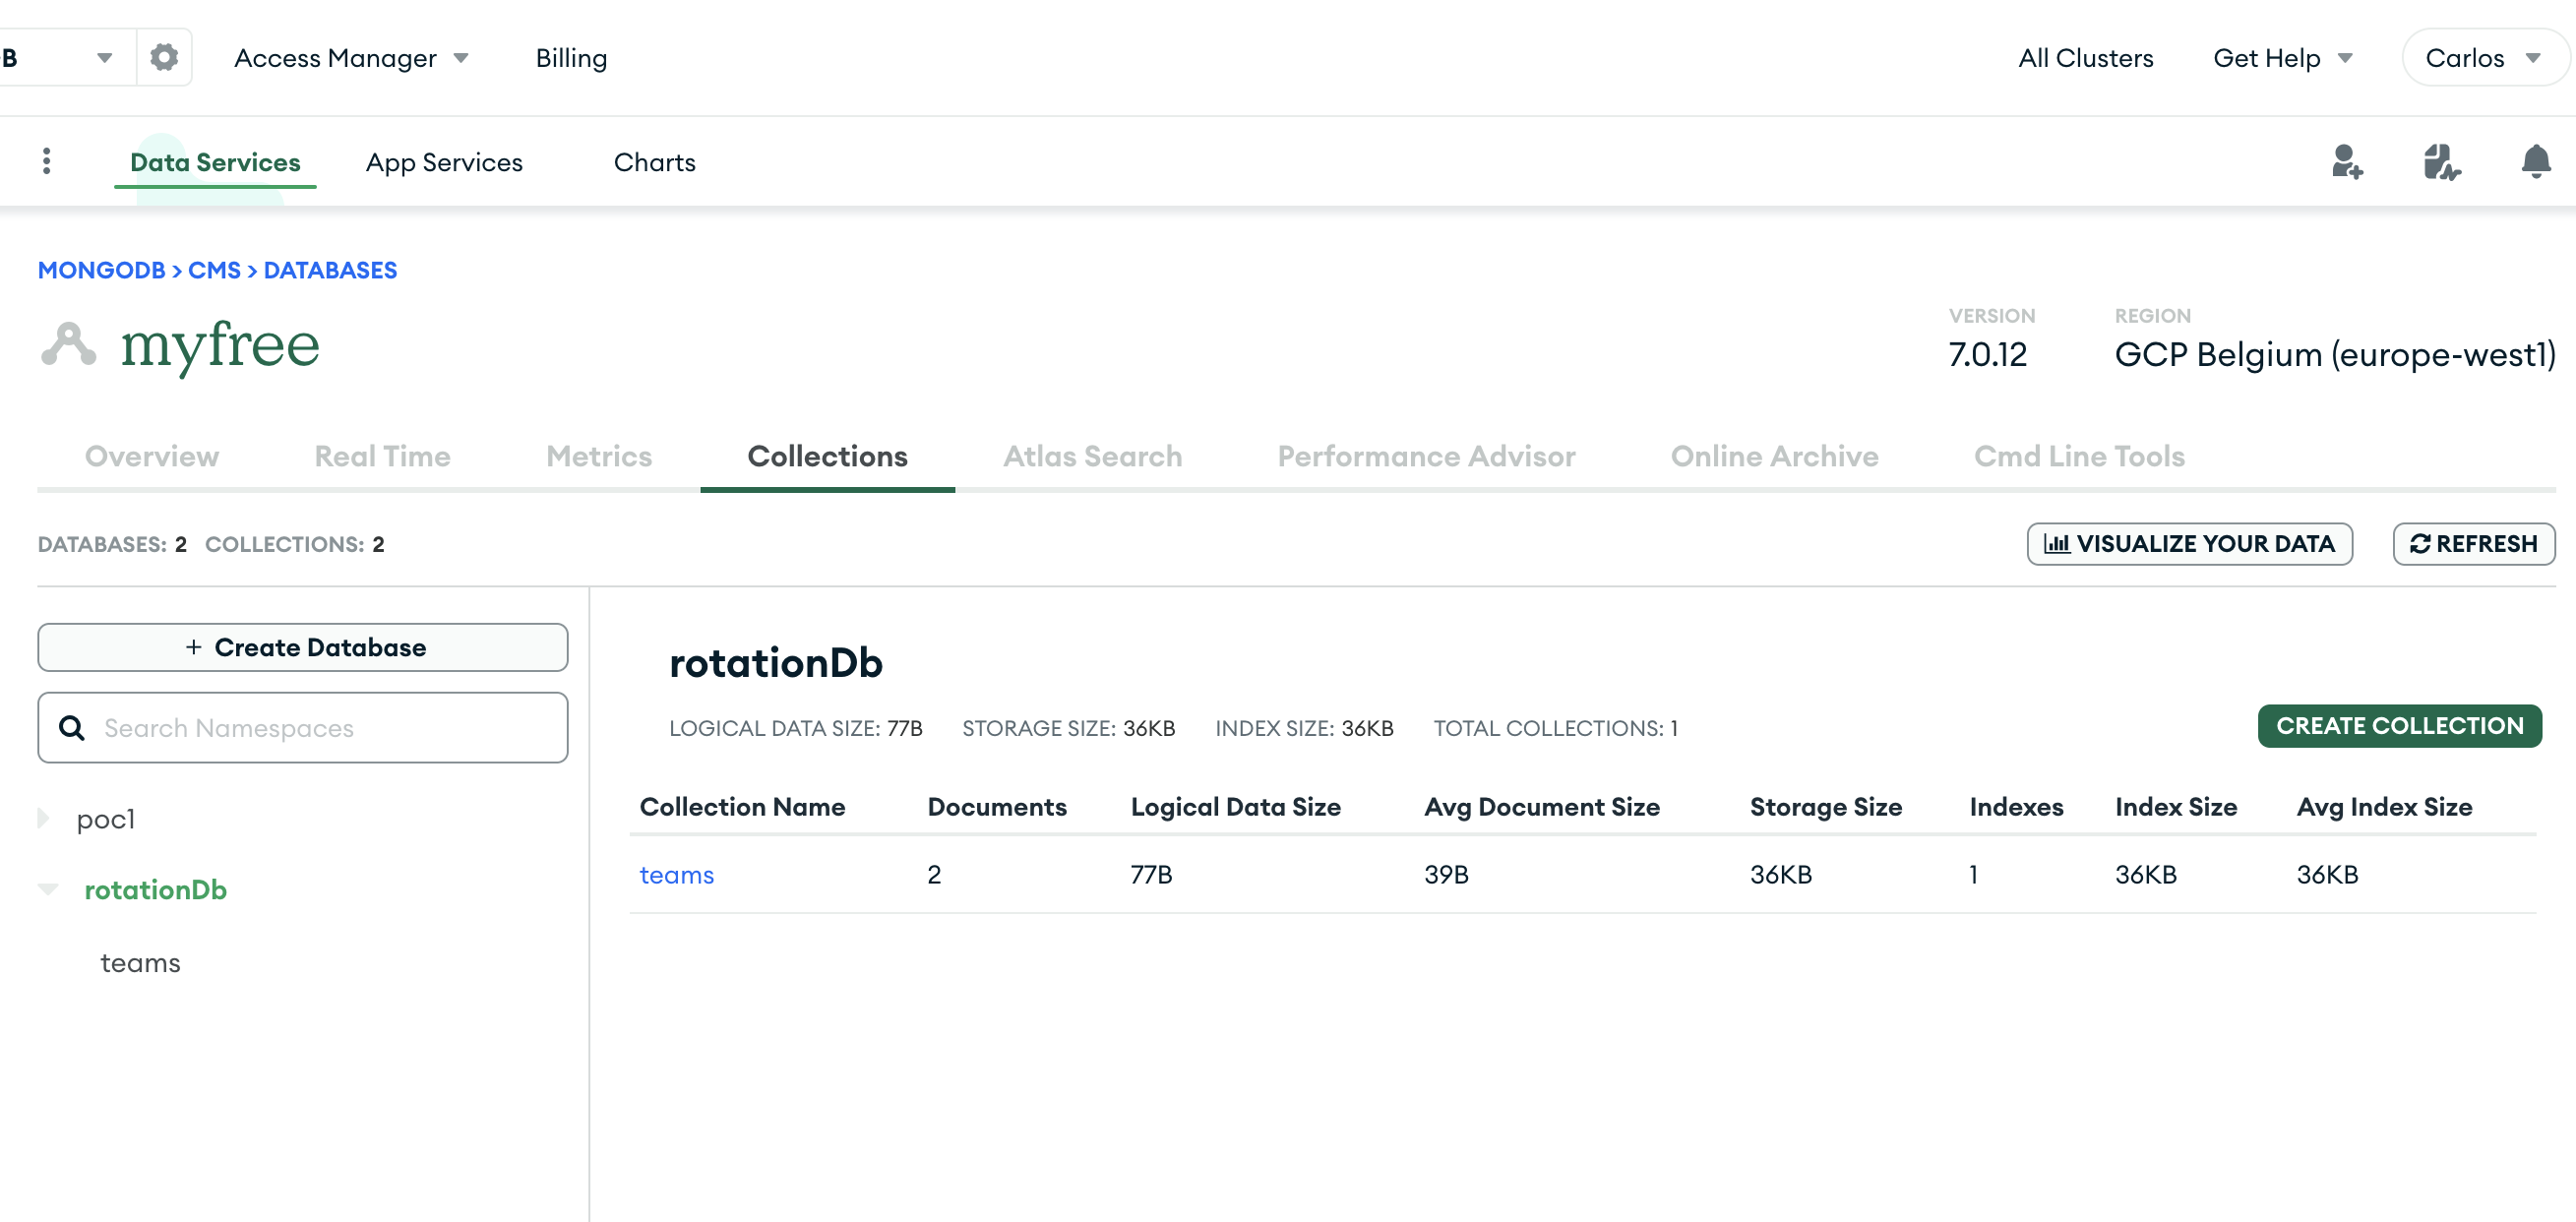 B Access Manager Billing All Clusters Get Help Carlos
Data Services App Services Charts
MONGODB > CMS > DATABASES
myfree
VERSION REGION
7.0.12 GCP Belgium (europe-west1)
Overview Real Time Metrics Collections Atlas Search Performance Advisor Online Archive Cmd Line Tools
DATABASES: 2 COLLECTIONS: 2 VISUALIZE YOUR DATA REFRESH
+ Create Database
Search Namespaces
poc1
rotationDb
teams
rotationDb
LOGICAL DATA SIZE: 77B STORAGE SIZE: 36KB INDEX SIZE: 36KB TOTAL COLLECTIONS: 1 CREATE COLLECTION
Collection Name Documents Logical Data Size Avg Document Size Storage Size Indexes Index Size Avg Index Size
teams 2 77B 39B 36KB 1 36KB 36KB